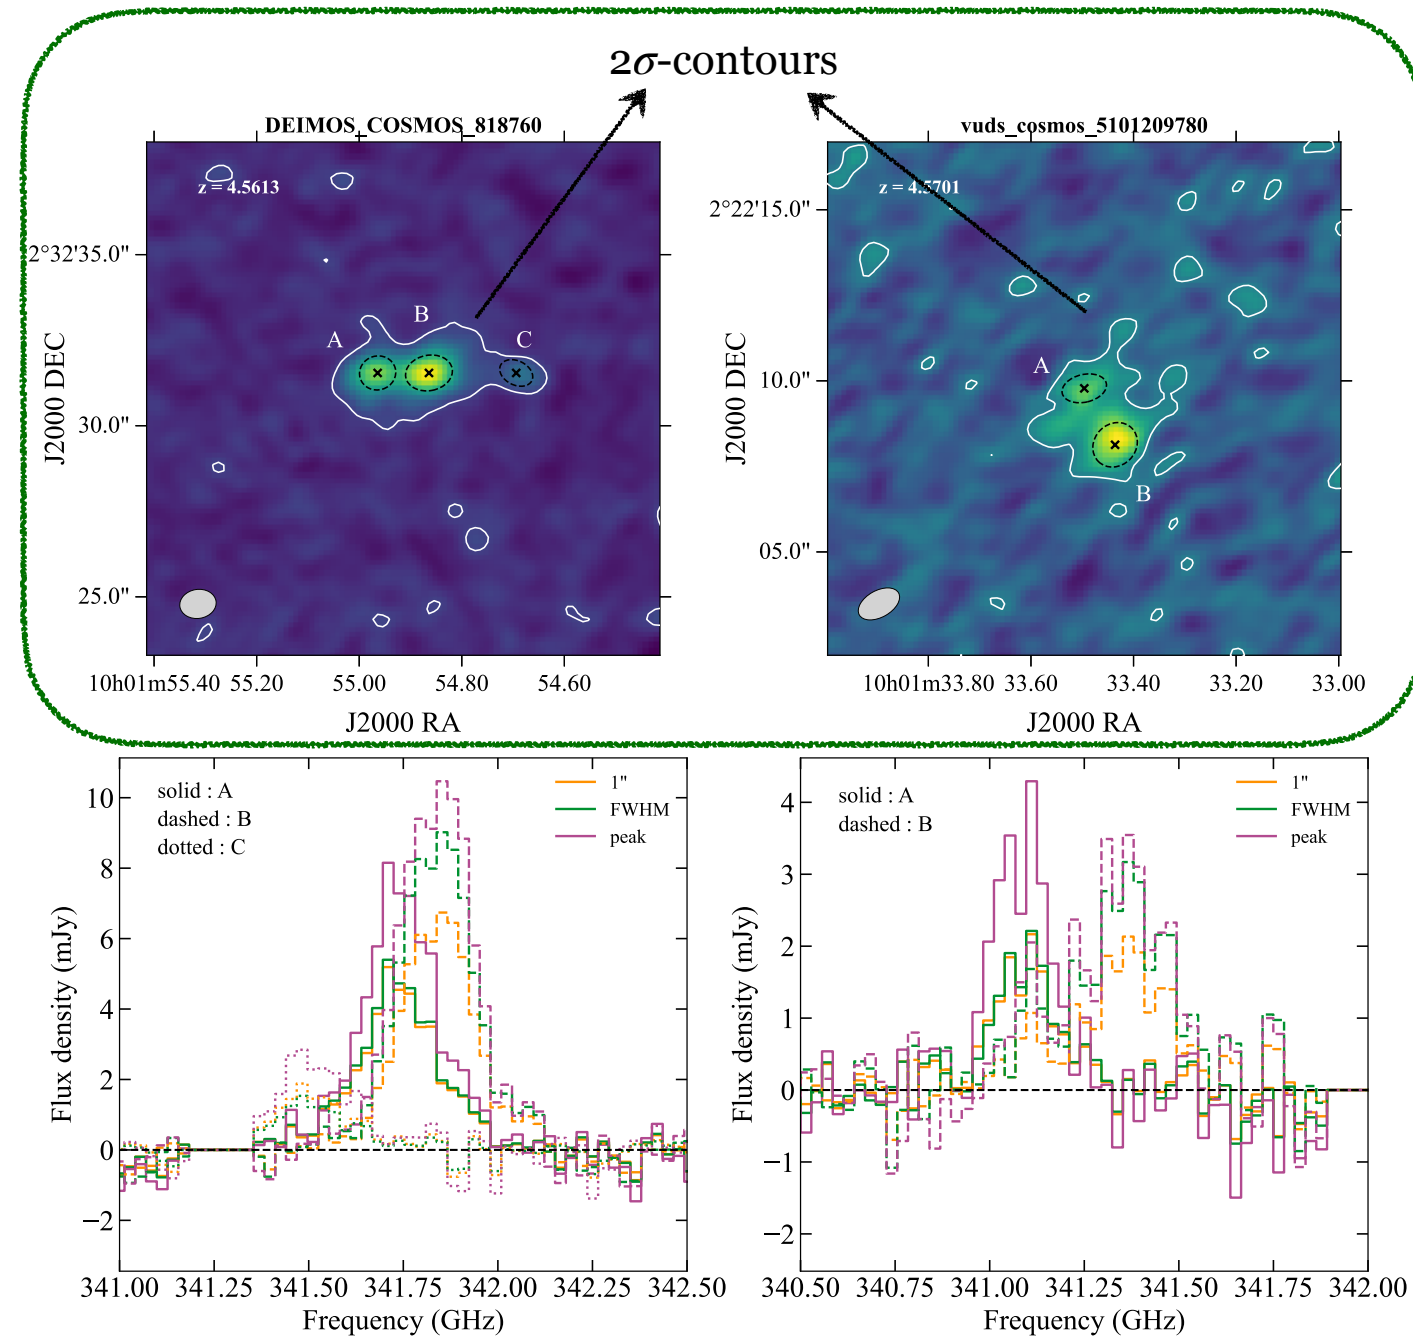 2σ-contours
DEIMOS_COSMOS_818760
z = 4.5613
A
B
C
2°32'35.0"
30.0"
25.0"
J2000 DEC
10h01m55.40 55.20 55.00 54.80 54.60
J2000 RA
vuds_cosmos_5101209780
z = 4.5701
A
B
2°22'15.0"
10.0"
05.0"
J2000 DEC
10h01m33.80 33.60 33.40 33.20 33.00
J2000 RA
solid : A
dashed : B
dotted : C
1"
FWHM
peak
10
8
6
4
2
0
−2
Flux density (mJy)
341.00 341.25 341.50 341.75 342.00 342.25 342.50
Frequency (GHz)
solid : A
dashed : B
1"
FWHM
peak
4
3
2
1
0
−1
−2
Flux density (mJy)
340.50 340.75 341.00 341.25 341.50 341.75 342.00
Frequency (GHz)